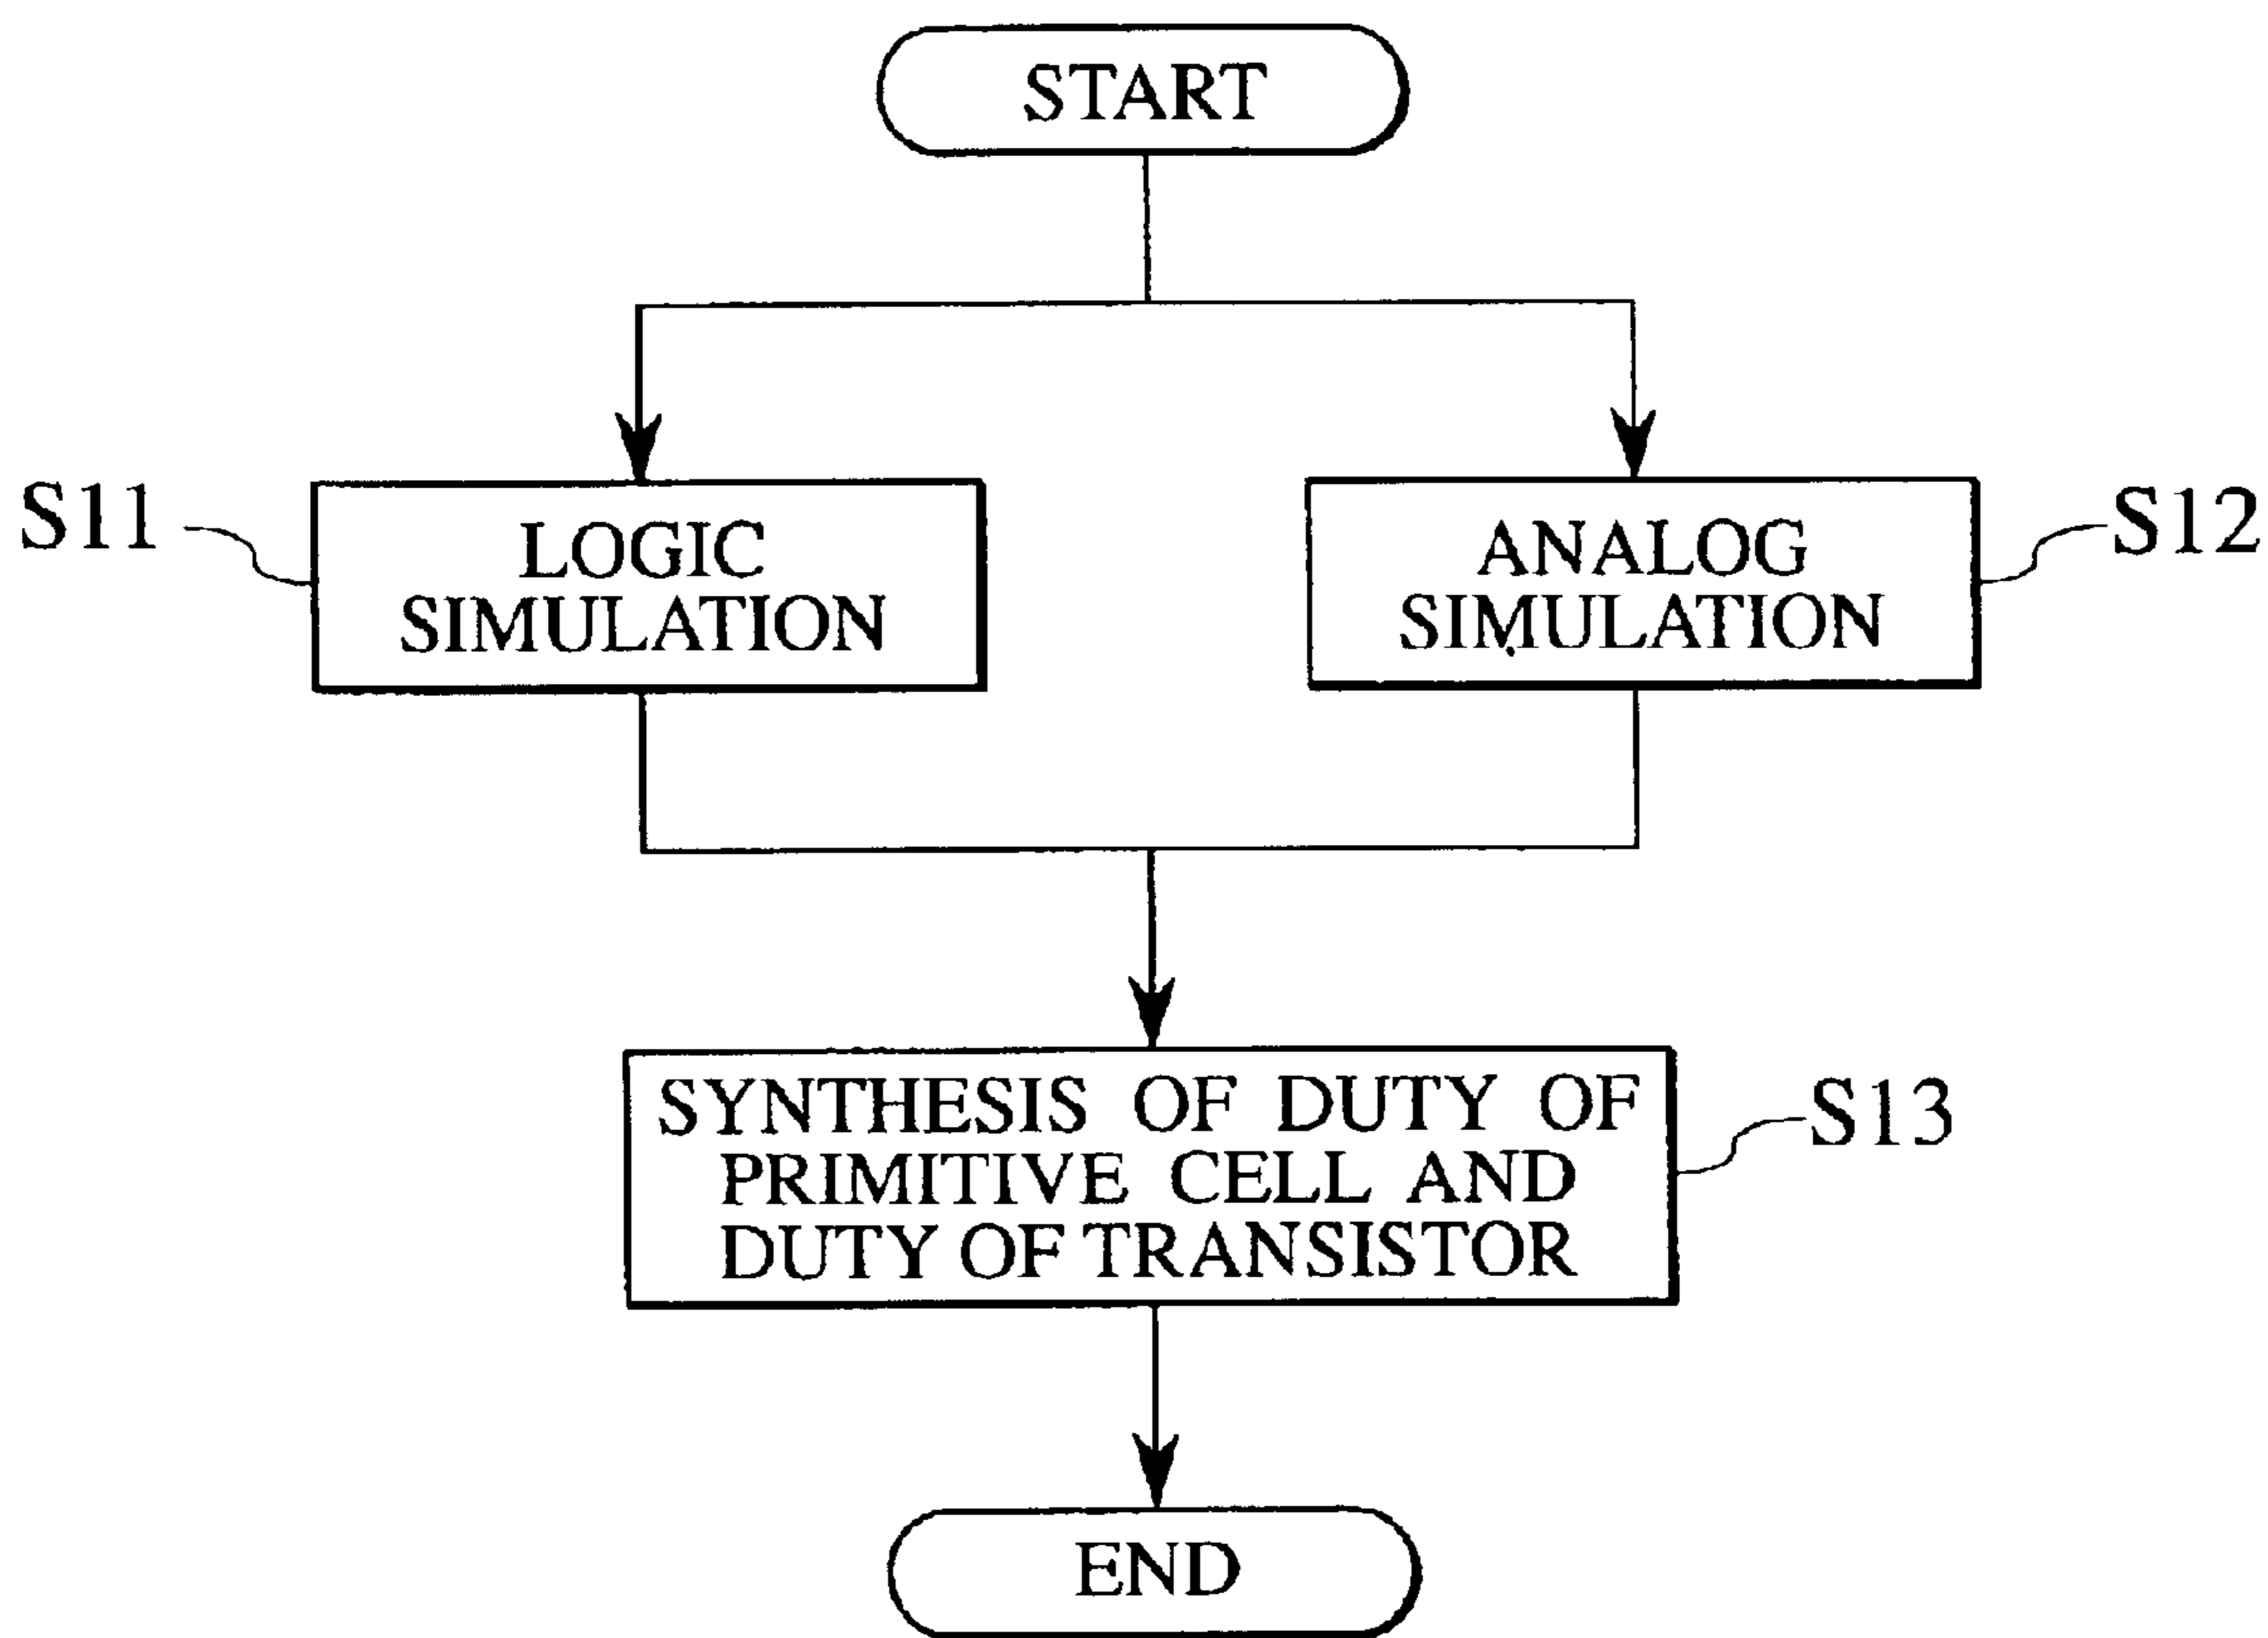 START
S11
LOGIC
SIMULATION
ANALOG
SIMULATION
S12
SYNTHESIS OF DUTY OF
PRIMITIVE CELL AND
DUTY OF TRANSISTOR
S13
END